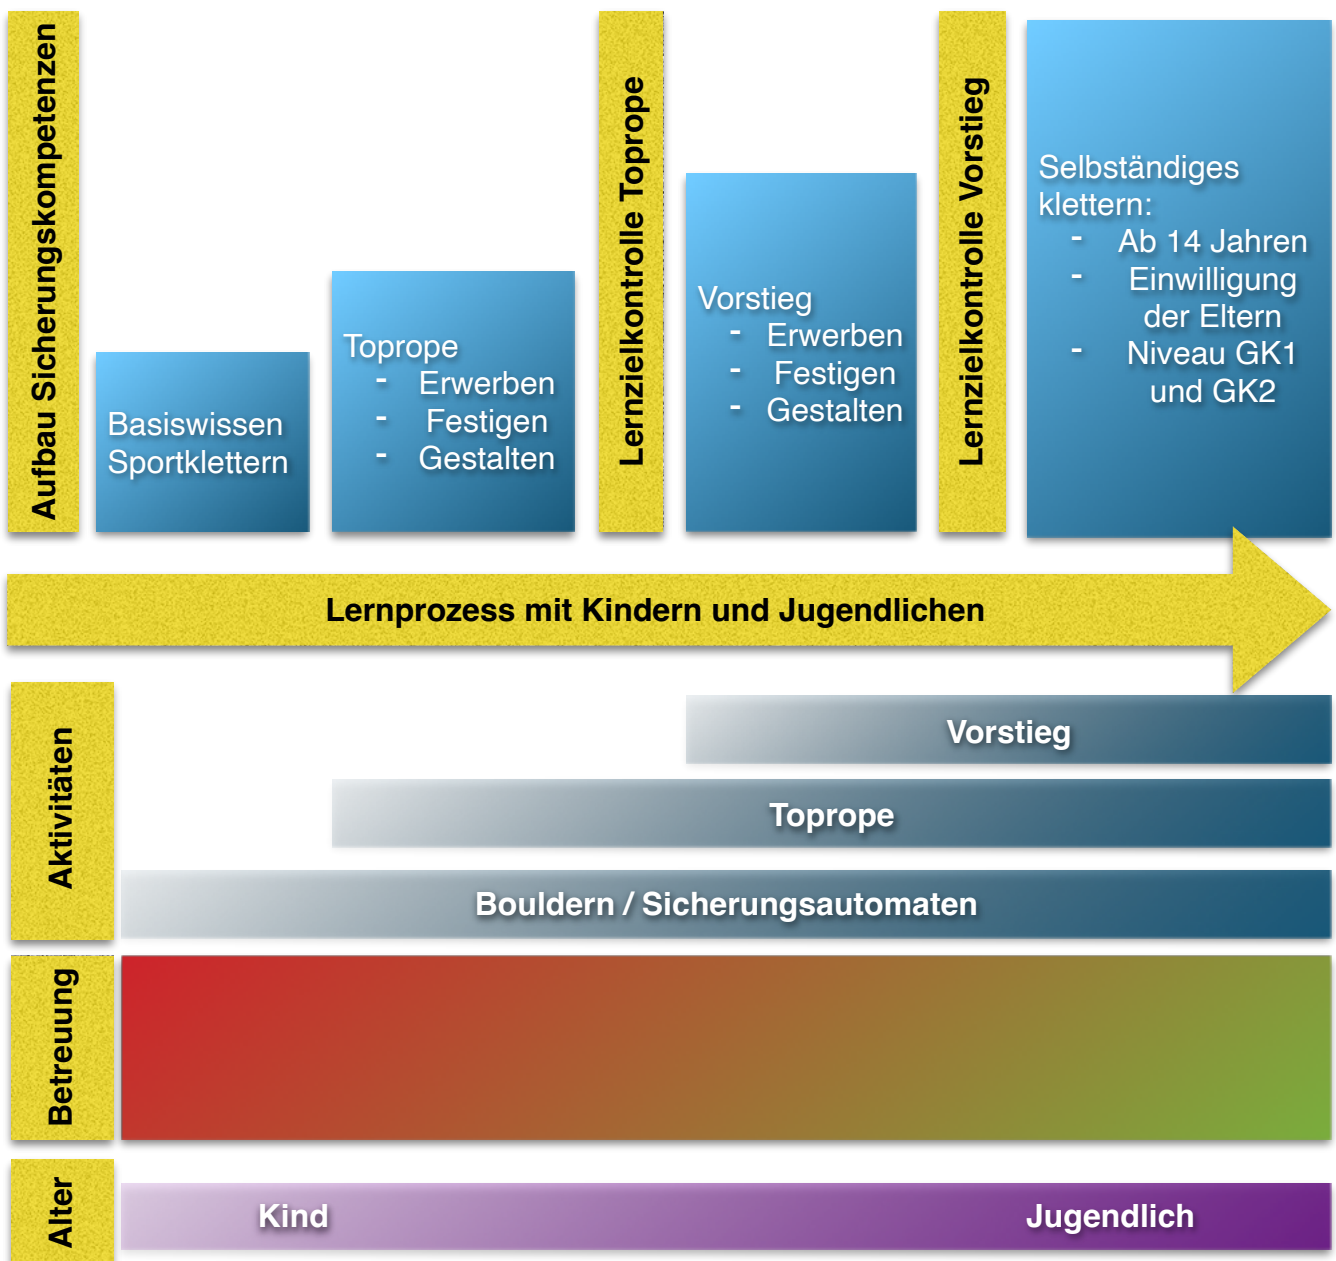 Aufbau Sicherungskompetenzen
Basiswissen
Sportklettern
Toprope
- Erwerben
- Festigen
- Gestalten
Lernzielkontrolle Toprope
Vorstieg
- Erwerben
- Festigen
- Gestalten
Lernzielkontrolle Vorstieg
Selbständiges
klettern:
- Ab 14 Jahren
- Einwilligung
der Eltern
- Niveau GK1
und GK2
Lernprozess mit Kindern und Jugendlichen
Aktivitäten
Vorstieg
Toprope
Bouldern / Sicherungsautomaten
Betreuung
Alter
Kind
Jugendlich